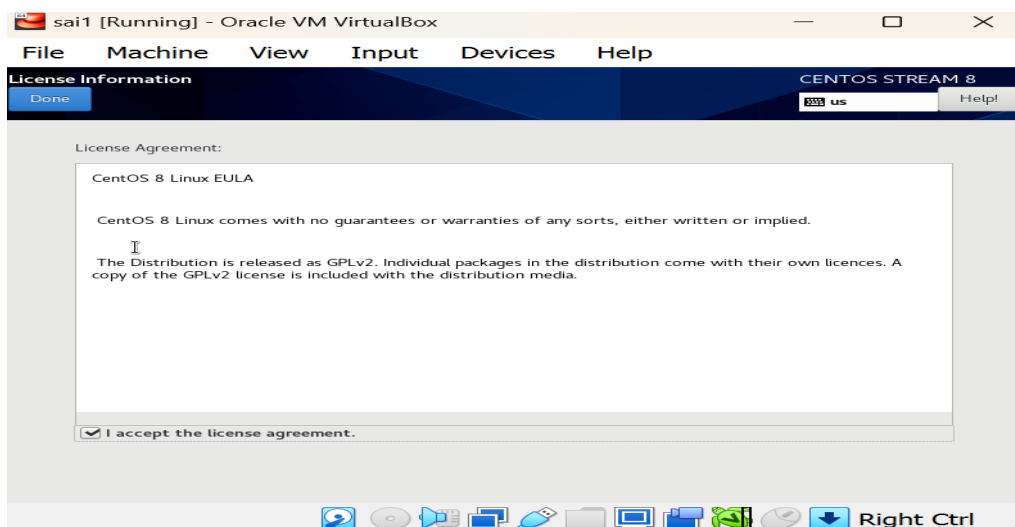 sai1 [Running] - Oracle VM VirtualBox
File Machine View Input Devices Help
License Information
CENTOS STREAM 8
Done
us
Help!
License Agreement:
CentOS 8 Linux EULA
CentOS 8 Linux comes with no guarantees or warranties of any sorts, either written or implied.
The Distribution is released as GPLv2. Individual packages in the distribution come with their own licences. A
copy of the GPLv2 license is included with the distribution media.
I accept the license agreement.
Right Ctrl